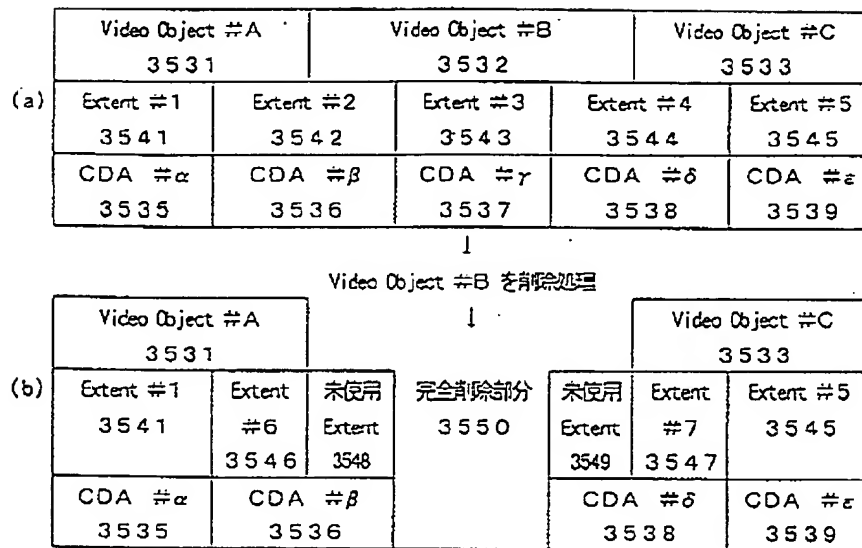 Video Object #A Video Object #B Video Object #C
3531 3532 3533
(a) Extent #1 Extent #2 Extent #3 Extent #4 Extent #5
3541 3542 3543 3544 3545
CDA #α CDA #β CDA #γ CDA #δ CDA #ε
3535 3536 3537 3538 3539
↓
Video Object #B を削除処理
Video Object #A ↓ Video Object #C
3531 3533
(b) Extent #1 Extent 未使用 完全削除部分 未使用 Extent Extent #5
3541 #6 Extent 3550 Extent #7 3545
3546 3548 3549 3547
CDA #α CDA #β CDA #δ CDA #ε
3535 3536 3538 3539